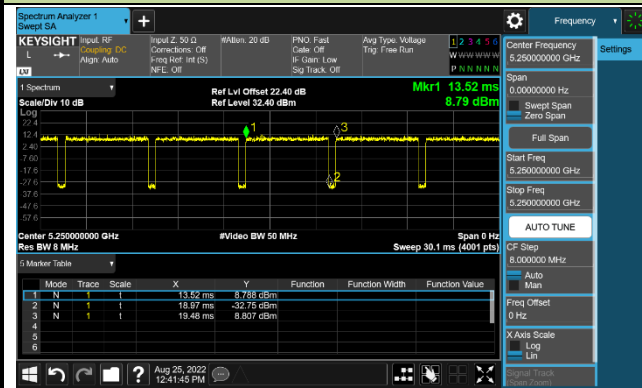 Spectrum Analyzer 1
Swept SA
Frequency
KEYSIGHT
Input: RF
Coupling: DC
Align: Auto
Input Z: 50 Ω
Corrections: Off
Freq Ref: Int (S)
NFE: Off
#Atten: 20 dB
PNO: Fast
Gate: Off
IF Gain: Low
Sig Track: Off
Avg Type: Voltage
Trig: Free Run
1 2 3 4 5 6
W W W W W W
P N N N N N
L
LXI
1 Spectrum
Scale/Div 10 dB
Ref Lvl Offset 22.40 dB
Ref Level 32.40 dBm
Mkr1 13.52 ms
8.79 dBm
Log
22.4
12.4
2.40
-7.60
-17.6
-27.6
-37.6
-47.6
-57.6
1
3
2
Center 5.250000000 GHz
Res BW 8 MHz
#Video BW 50 MHz
Span 0 Hz
Sweep 30.1 ms (4001 pts)
5 Marker Table
Mode Trace Scale X Y Function Function Width Function Value
1 N 1 t 13.52 ms 8.788 dBm
2 N 1 t 18.97 ms -32.75 dBm
3 N 1 t 19.48 ms 8.807 dBm
4
5
6
Aug 25, 2022
12:41:45 PM
Center Frequency
5.250000000 GHz
Settings
Span
0.00000000 Hz
Swept Span
Zero Span
Full Span
Start Freq
5.250000000 GHz
Stop Freq
5.250000000 GHz
AUTO TUNE
CF Step
8.000000 MHz
Auto
Man
Freq Offset
0 Hz
X Axis Scale
Log
Lin
Signal Track
(Span Zoom)